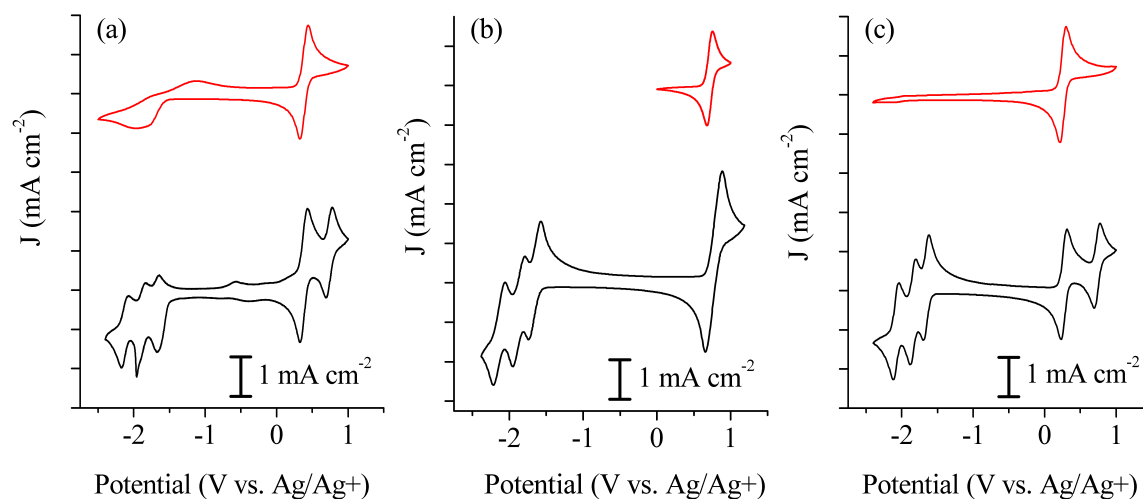 (a)
(b)
(c)
J (mA cm-2)
J (mA cm-2)
J (mA cm-2)
1 mA cm-2
1 mA cm-2
1 mA cm-2
-2 -1 0 1
-2 -1 0 1
-2 -1 0 1
Potential (V vs. Ag/Ag+)
Potential (V vs. Ag/Ag+)
Potential (V vs. Ag/Ag+)